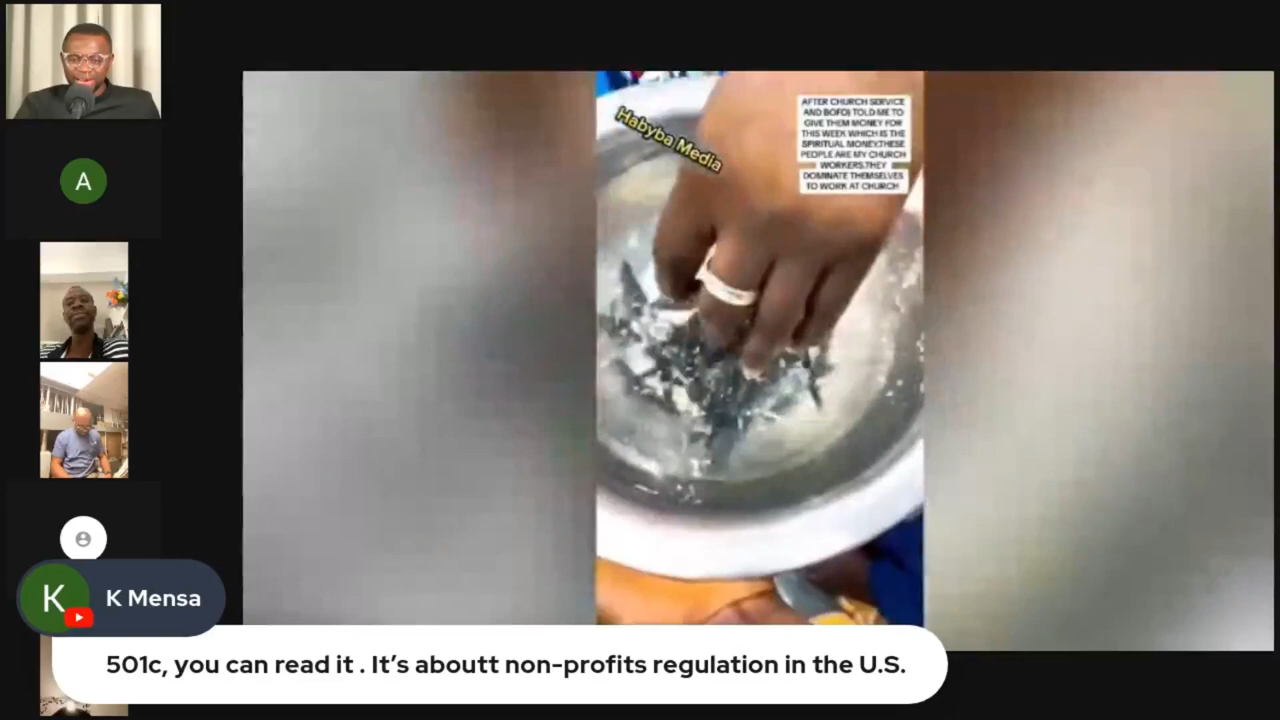 A
Habyba Media
AFTER CHURCH SERVICE
AND BOFO) TOLD ME TO
GIVE THEM MONEY FOR
THIS WEEK WHICH IS THE
SPIRITUAL MONEY.THESE
PEOPLE ARE MY CHURCH
WORKERS.THEY
DOMINATE THEMSELVES
TO WORK AT CHURCH
K
K Mensa
501c, you can read it . It’s aboutt non-profits regulation in the U.S.